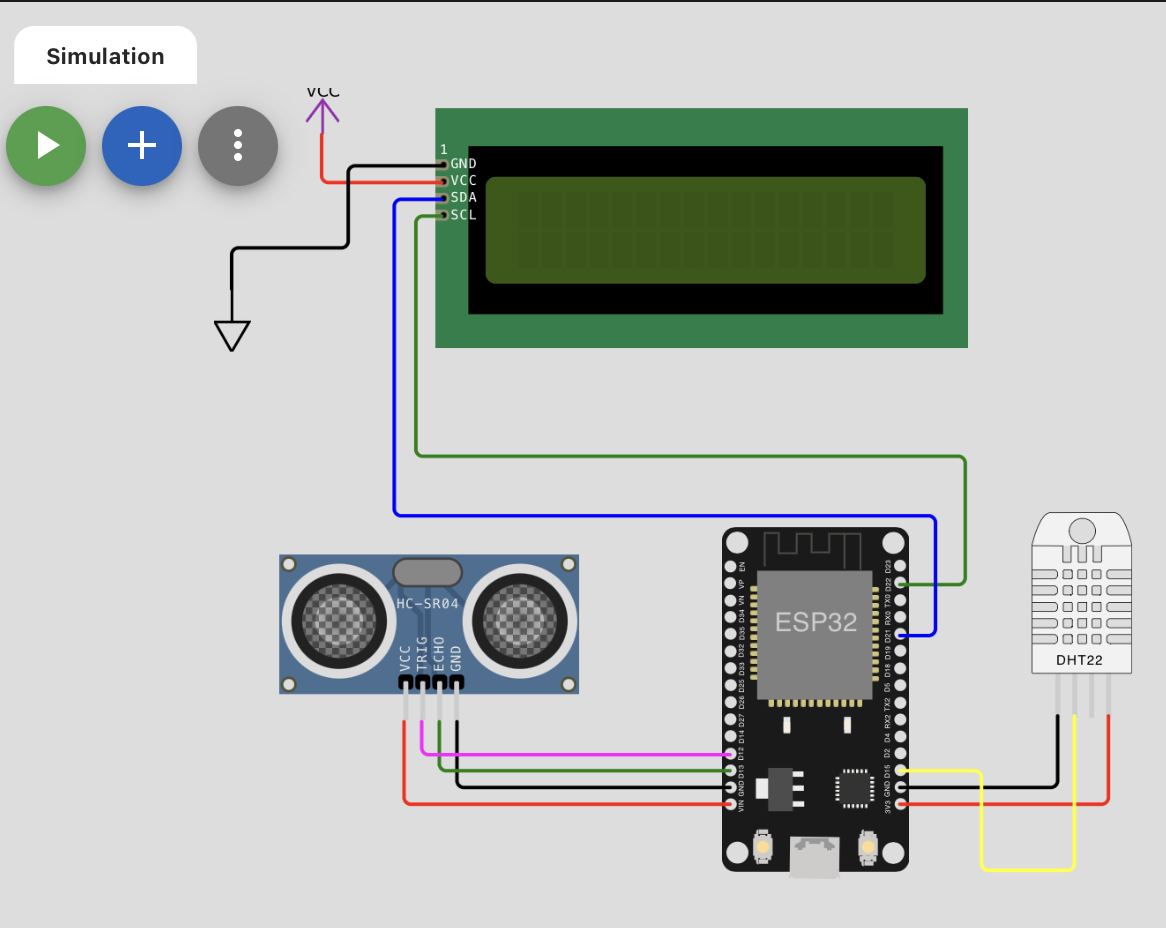 Simulation
VCC
1
GND
VCC
SDA
SCL
HC-SR04
VCC
TRIG
ECHO
GND
ESP32
EN
VP
VN
D34
D35
D32
D33
D25
D26
D27
D14
D12
D13
GND
VIN
D23
D22
TX0
RX0
D21
D19
D18
D5
TX2
RX2
D4
D2
D15
GND
3V3
DHT22